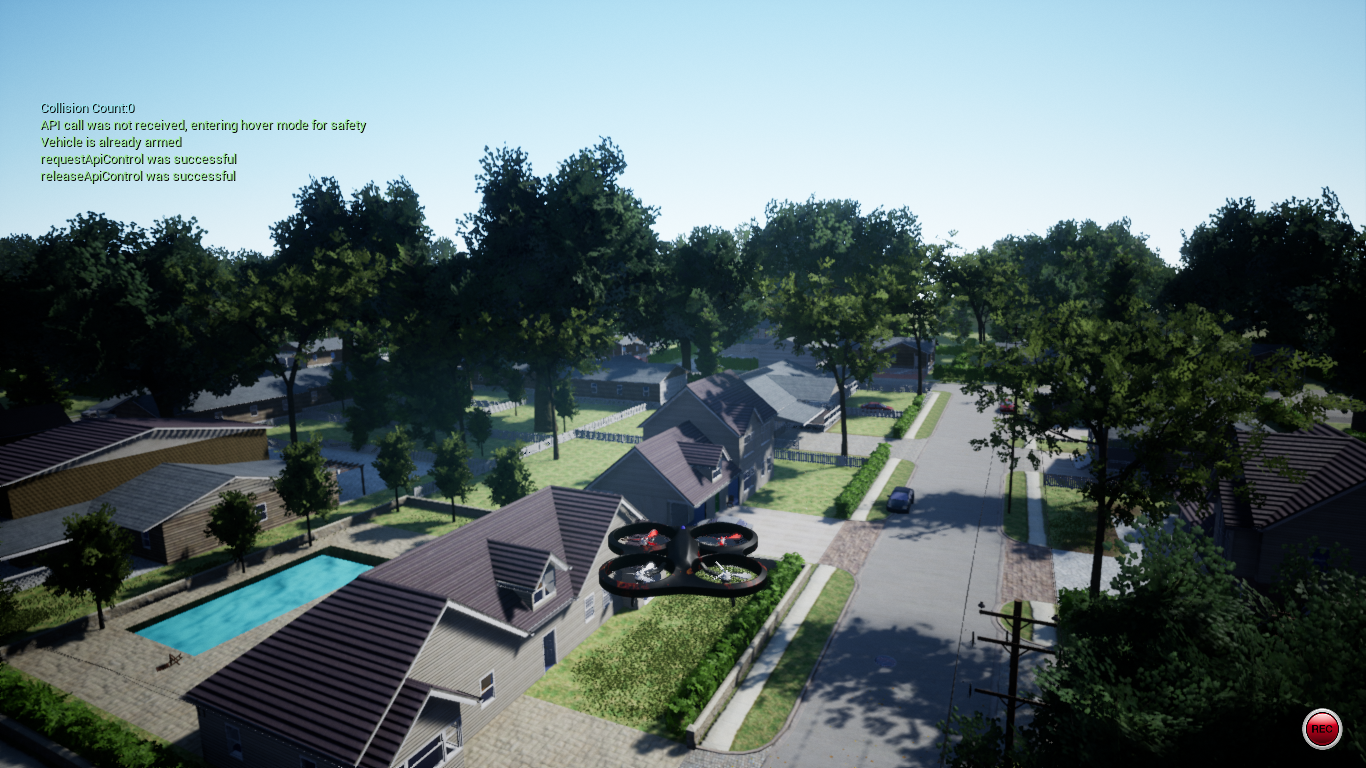 Collision Count:0
API call was not received, entering hover mode for safety
Vehicle is already armed
requestApiControl was successful
releaseApiControl was successful
REC